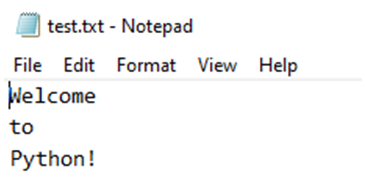 test.txt - Notepad
File Edit Format View Help
Welcome
to
Python!